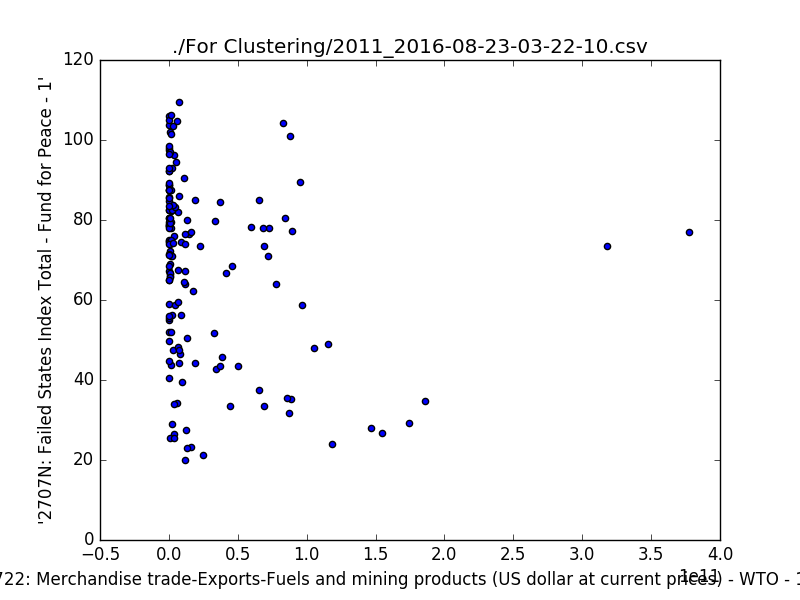 ./For Clustering/2011_2016-08-23-03-22-10.csv
'2707N: Failed States Index Total - Fund for Peace - 1'
120
100
80
60
40
20
0
−0.5 0.0 0.5 1.0 1.5 2.0 2.5 3.0 3.5 4.0
1e11
722: Merchandise trade-Exports-Fuels and mining products (US dollar at current prices) - WTO - 1